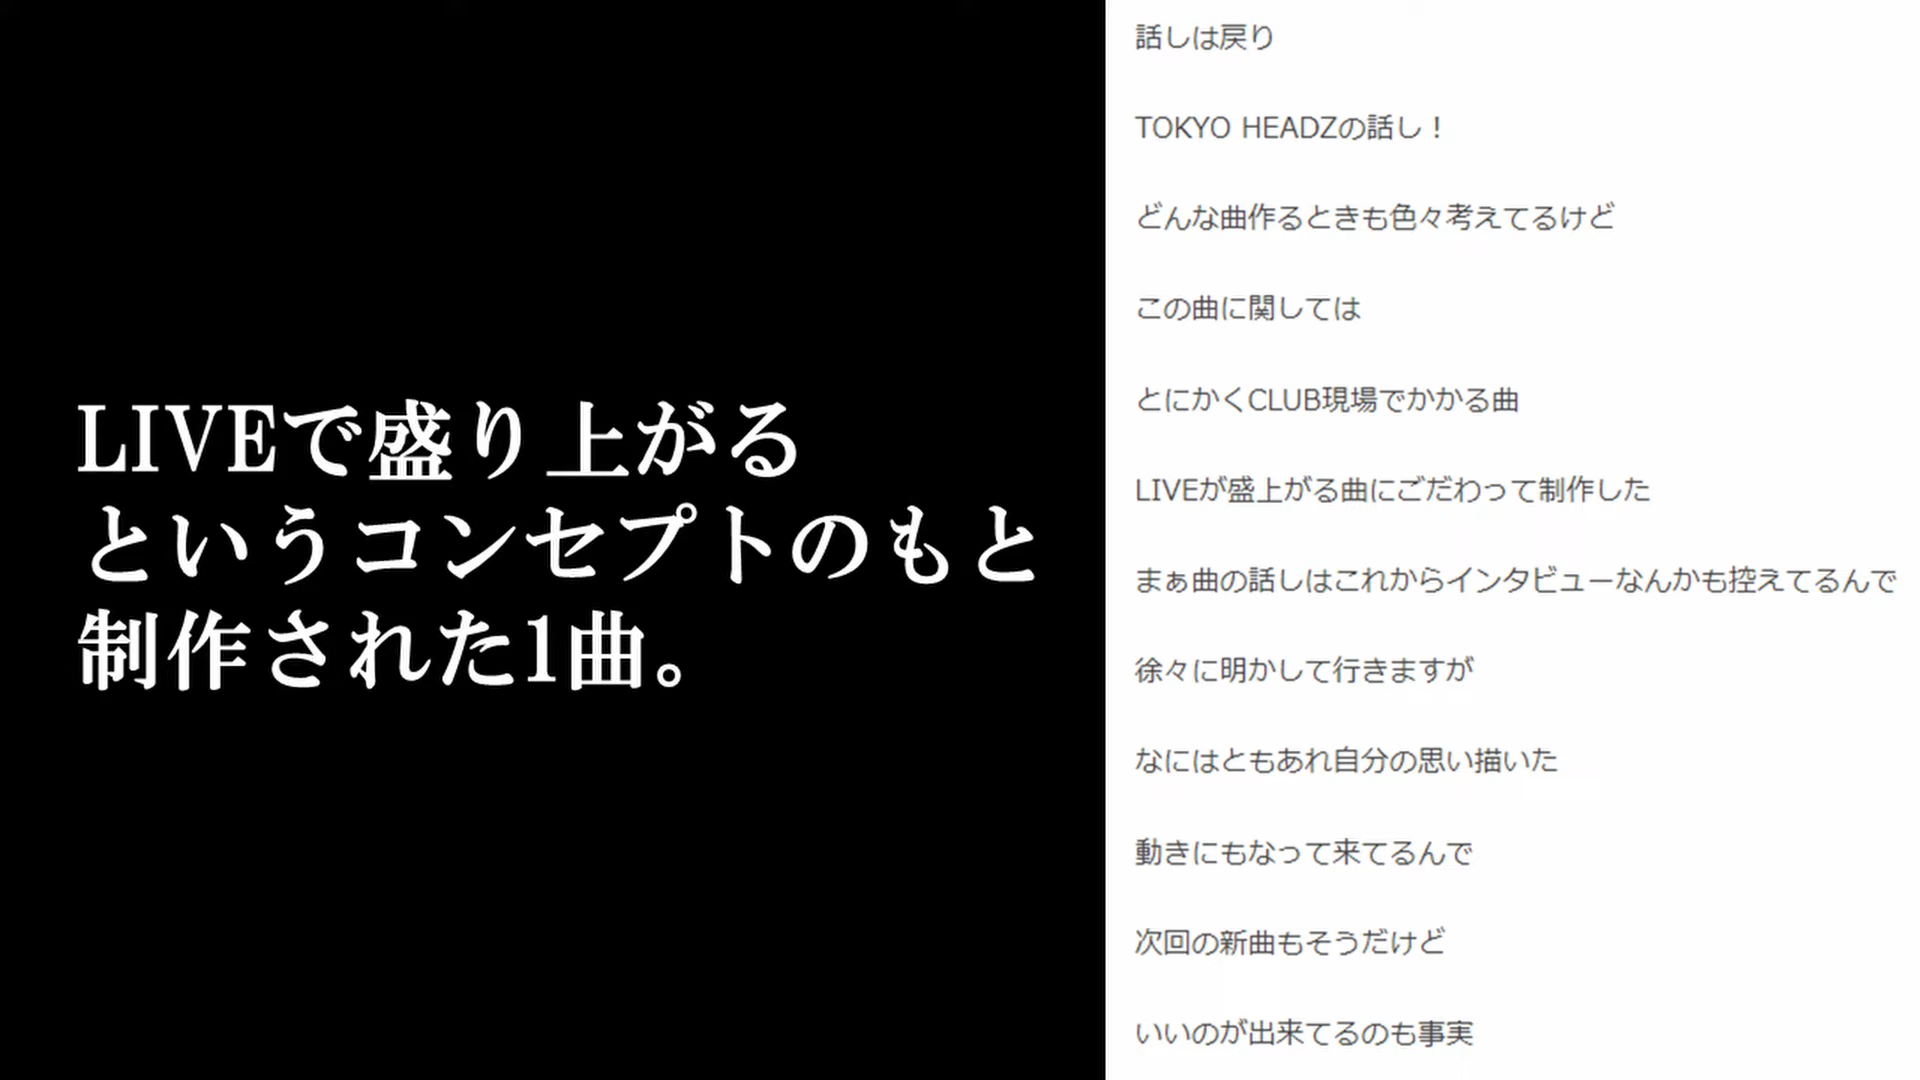 LIVEで盛り上がる
というコンセプトのもと
制作された1曲。
話しは戻り
TOKYO HEADZの話し！
どんな曲作るときも色々考えてるけど
この曲に関しては
とにかくCLUB現場でかかる曲
LIVEが盛上がる曲にごだわって制作した
まぁ曲の話しはこれからインタビューなんかも控えてるんで
徐々に明かして行きますが
なにはともあれ自分の思い描いた
動きにもなって来てるんで
次回の新曲もそうだけど
いいのが出来てるのも事実